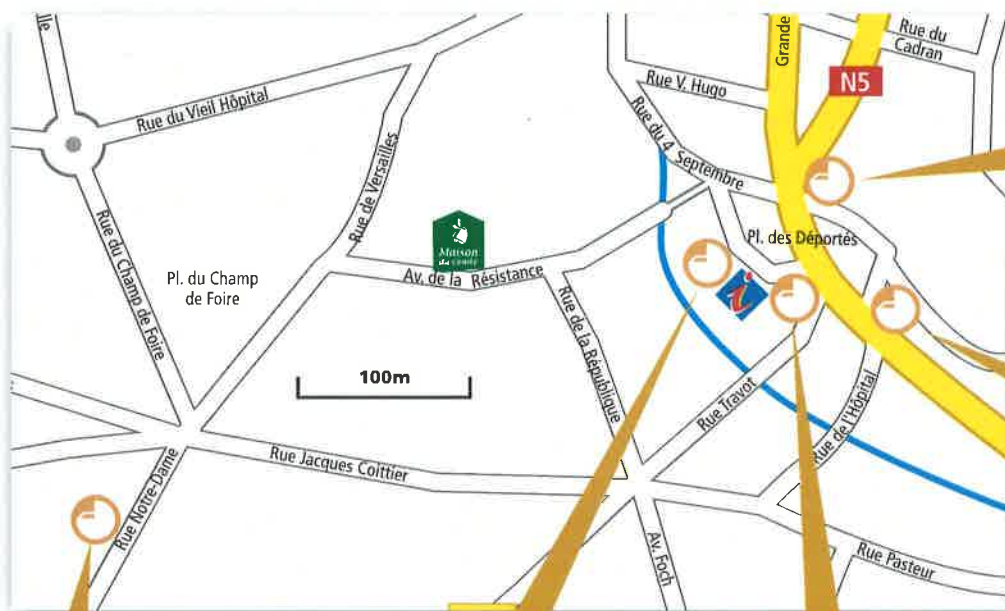 Rue du
Cadran
Grande
N5
Rue V. Hugo
Rue du Vieil Hôpital
Rue du 4 Septembre
Rue de Versailles
Maison
du comté
Pl. des Déportés
Rue du Champ de Foire
Pl. du Champ
de Foire
Av. de la Résistance
i
Rue de la République
100m
Rue Travot
Rue de l'Hôpital
Rue Jacques Coittier
Rue Notre-Dame
Av. Foch
Rue Pasteur